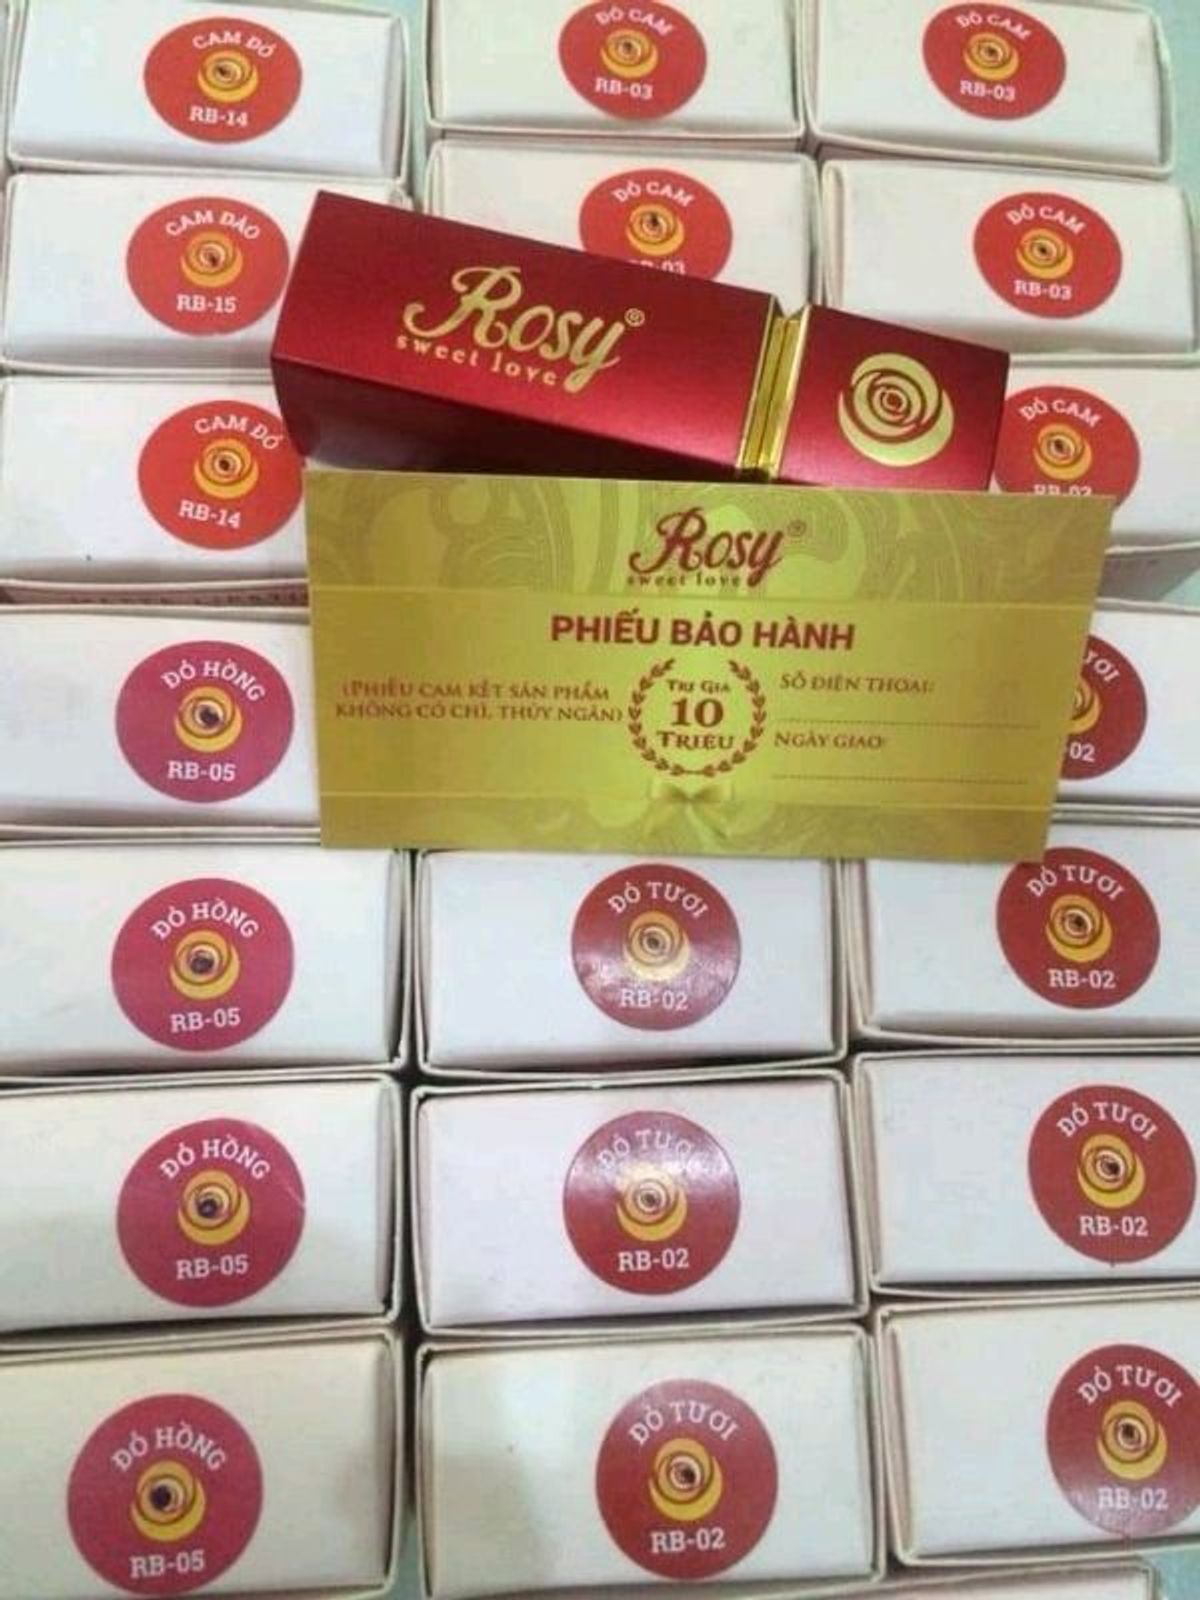 CAM ĐỎ
RB-14
ĐỎ CAM
RB-03
ĐỎ CAM
RB-03
CAM ĐÀO
RB-15
ĐỎ CAM
RB-03
ĐỎ CAM
RB-03
Rosy®
sweet love
CAM ĐỎ
RB-14
ĐỎ CAM
Rosy®
sweet love
PHIẾU BẢO HÀNH
(PHIẾU CAM KẾT SẢN PHẨM
KHÔNG CÓ CHÌ, THỦY NGÂN)
TRỊ GIÁ
10
TRIỆU
SỐ ĐIỆN THOẠI:
NGÀY GIAO:
ĐỎ HỒNG
RB-05
ĐỎ HỒNG
RB-05
ĐỎ TƯƠI
RB-02
ĐỎ TƯƠI
RB-02
ĐỎ HỒNG
RB-05
ĐỎ TƯƠI
RB-02
ĐỎ TƯƠI
RB-02
ĐỎ HỒNG
RB-05
ĐỎ TƯƠI
RB-02
ĐỎ TƯƠI
RB-02